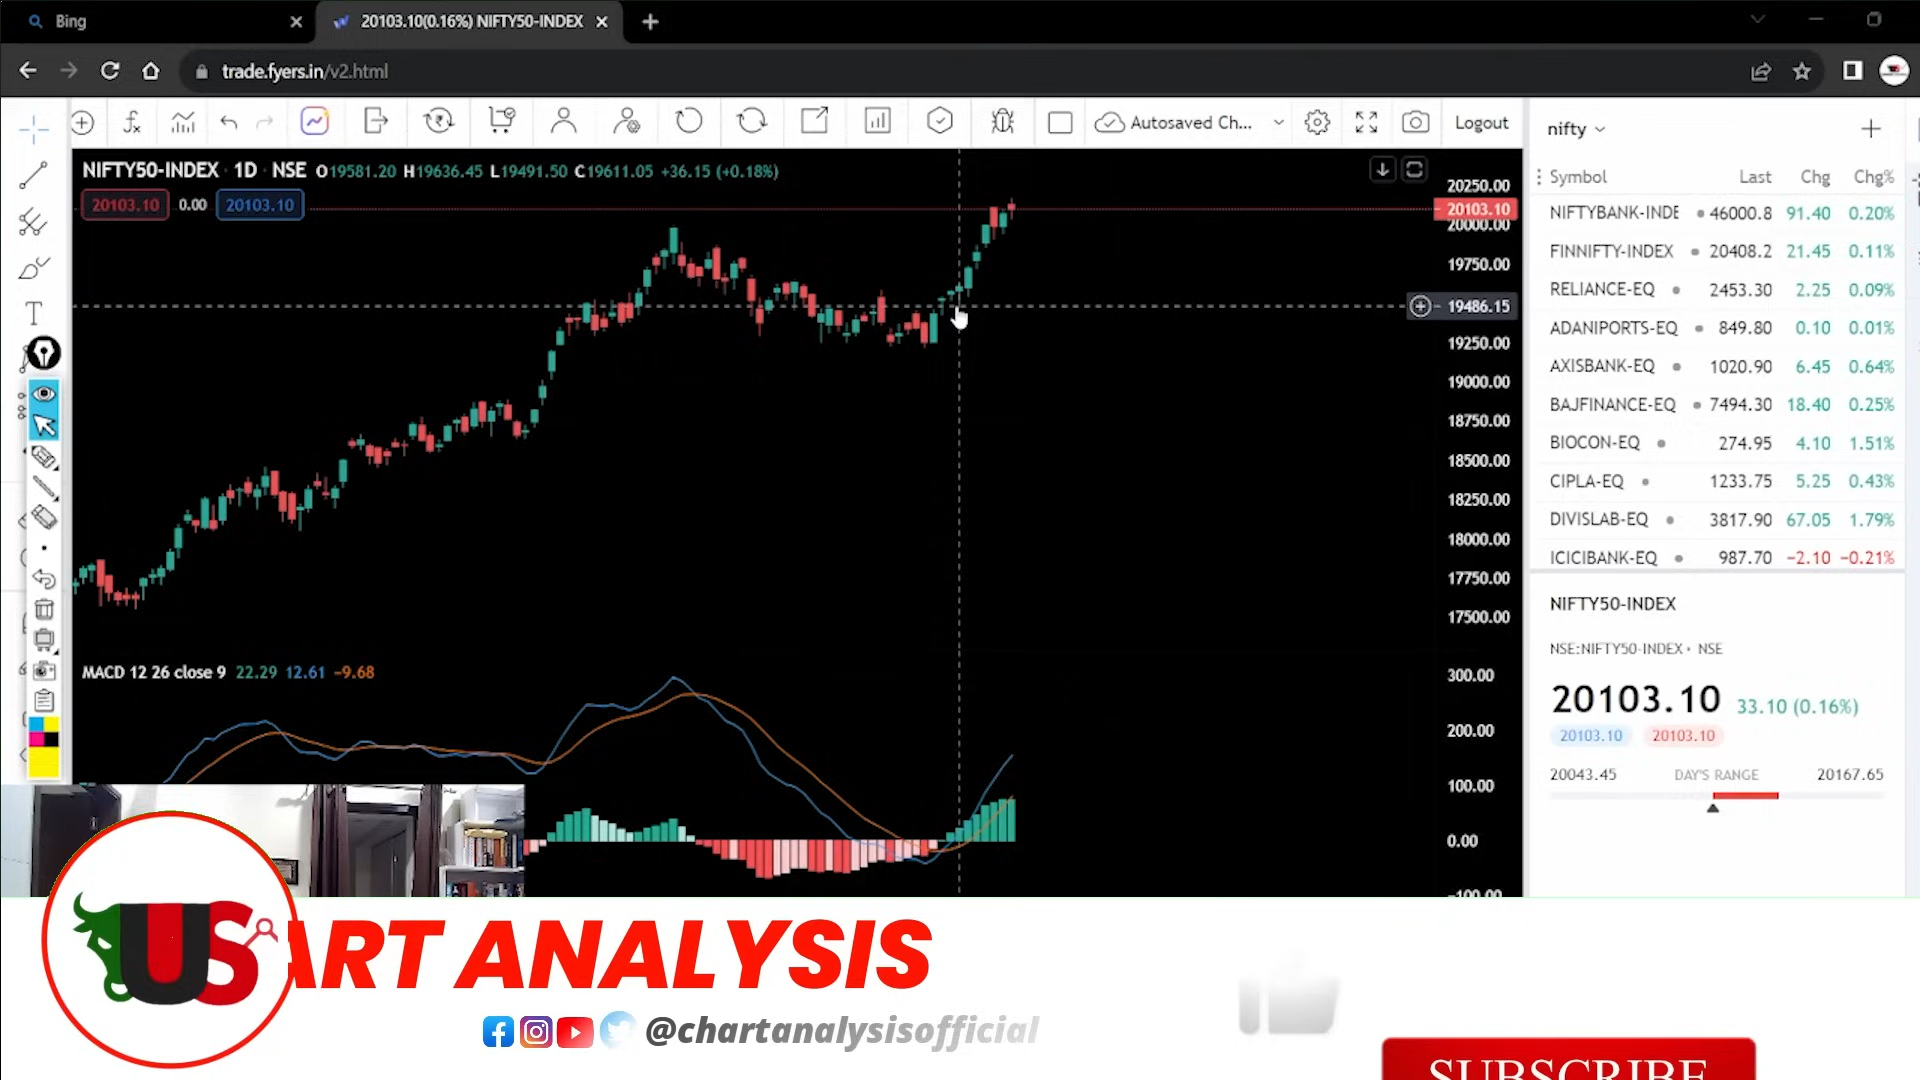 Bing
20103.10(0.16%) NIFTY50-INDEX
trade.fyers.in/v2.html
Autosaved Ch...
Logout
NIFTY50-INDEX · 1D · NSE O19581.20 H19636.45 L19491.50 C19611.05 +36.15 (+0.18%)
20103.10 0.00 20103.10
20250.00
20103.10
20000.00
19750.00
19486.15
19250.00
19000.00
18750.00
18500.00
18250.00
18000.00
17750.00
17500.00
MACD 12 26 close 9 22.29 12.61 −9.68
300.00
200.00
100.00
0.00
−100.00
nifty
Symbol Last Chg Chg%
NIFTYBANK-INDE 46000.8 91.40 0.20%
FINNIFTY-INDEX 20408.2 21.45 0.11%
RELIANCE-EQ 2453.30 2.25 0.09%
ADANIPORTS-EQ 849.80 0.10 0.01%
AXISBANK-EQ 1020.90 6.45 0.64%
BAJFINANCE-EQ 7494.30 18.40 0.25%
BIOCON-EQ 274.95 4.10 1.51%
CIPLA-EQ 1233.75 5.25 0.43%
DIVISLAB-EQ 3817.90 67.05 1.79%
ICICIBANK-EQ 987.70 −2.10 −0.21%
NIFTY50-INDEX
NSE:NIFTY50-INDEX • NSE
20103.10 33.10 (0.16%)
20103.10 20103.10
20043.45 DAY'S RANGE 20167.65
US
ART ANALYSIS
@chartanalysisofficial
SUBSCRIBE